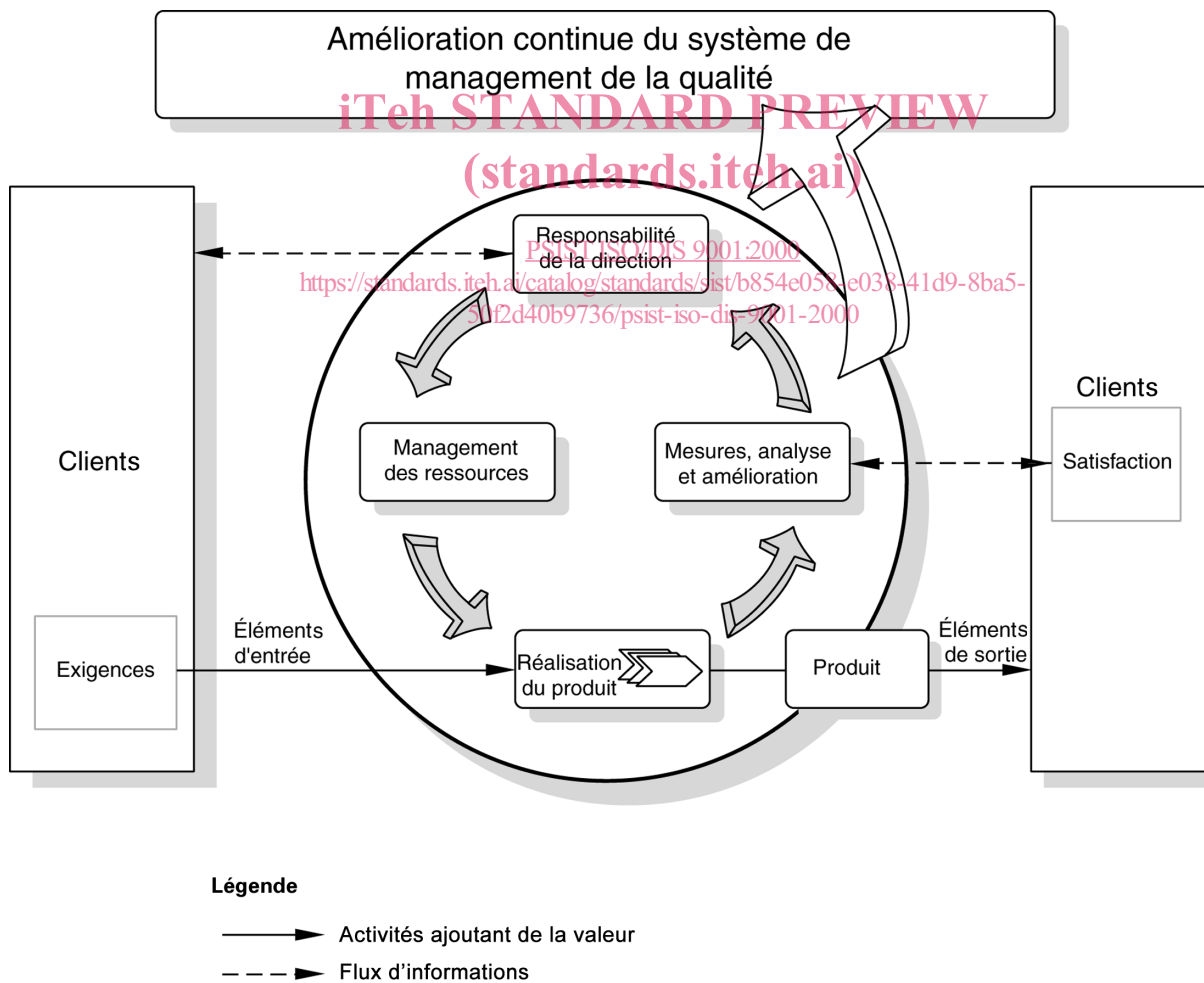 Amélioration continue du système de
management de la qualité
iTeh STANDARD PREVIEW
(standards.iteh.ai)
Responsabilité
de la direction
PSIST ISO/DIS 9001:2000
https://standards.iteh.ai/catalog/standards/sist/b854e058-e038-41d9-8ba5-
50f2d40b9736/psist-iso-dis-9001-2000
Clients
Clients
Management
des ressources
Mesures, analyse
et amélioration
Satisfaction
Exigences
Éléments
d'entrée
Réalisation
du produit
Produit
Éléments
de sortie
Légende
Activités ajoutant de la valeur
Flux d'informations